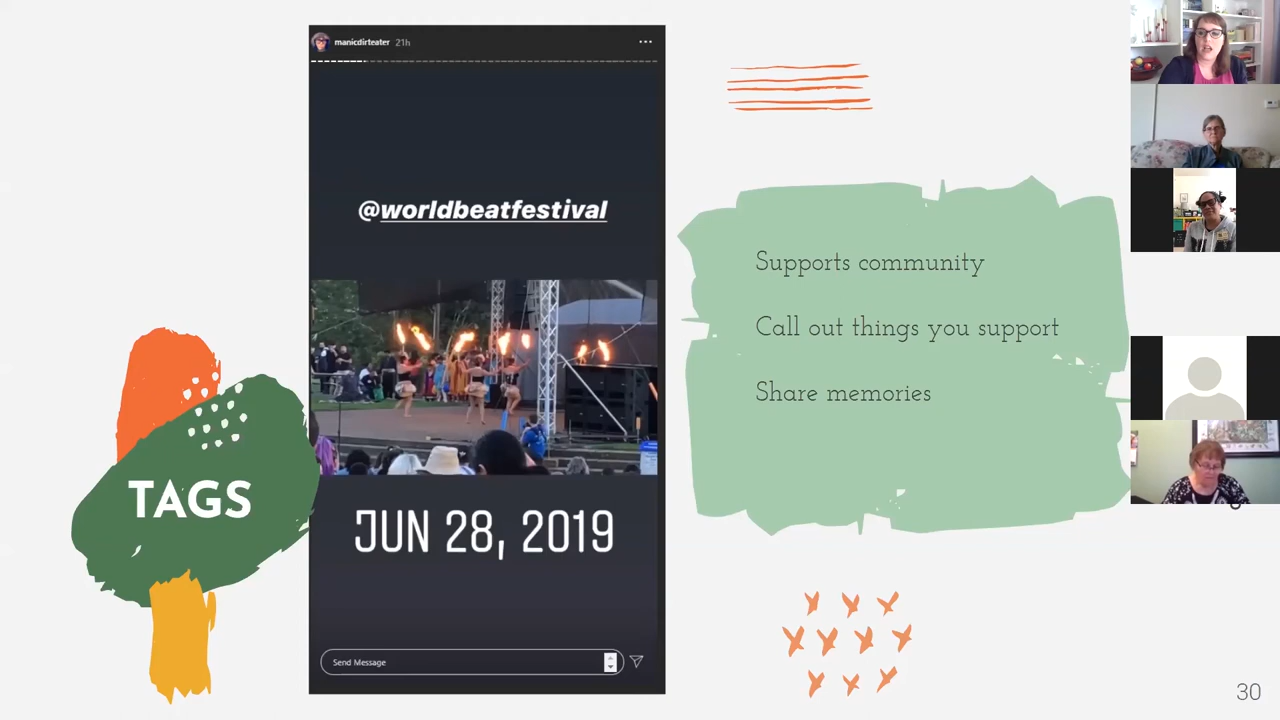 manicdirteater 21h
@worldbeatfestival
JUN 28, 2019
Send Message
TAGS
Supports community
Call out things you support
Share memories
30